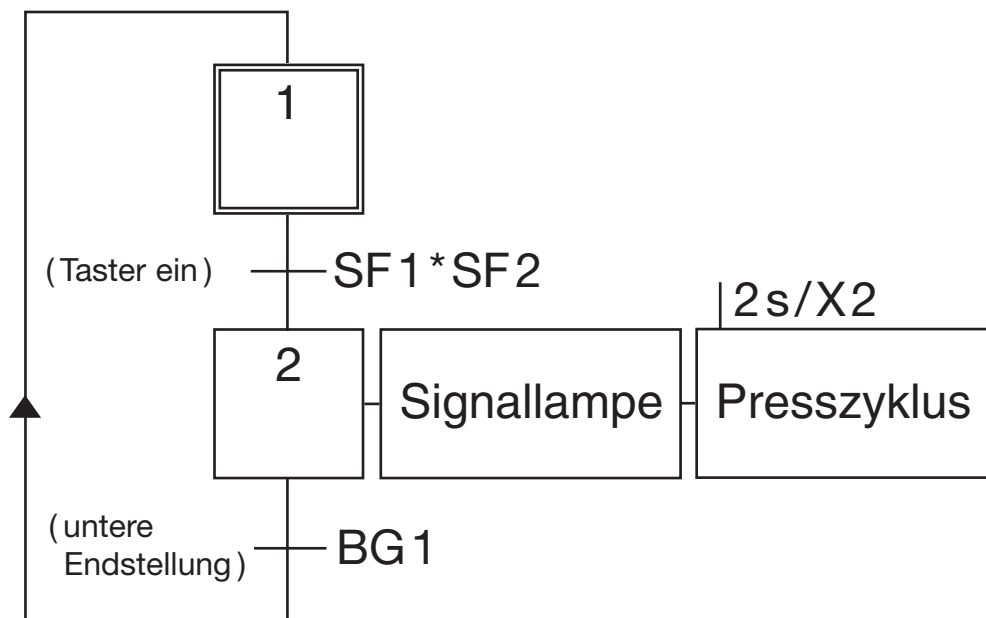 1
(Taster ein)
SF1*SF2
2s/X2
2
Signallampe
Presszyklus
(untere
Endstellung)
BG1